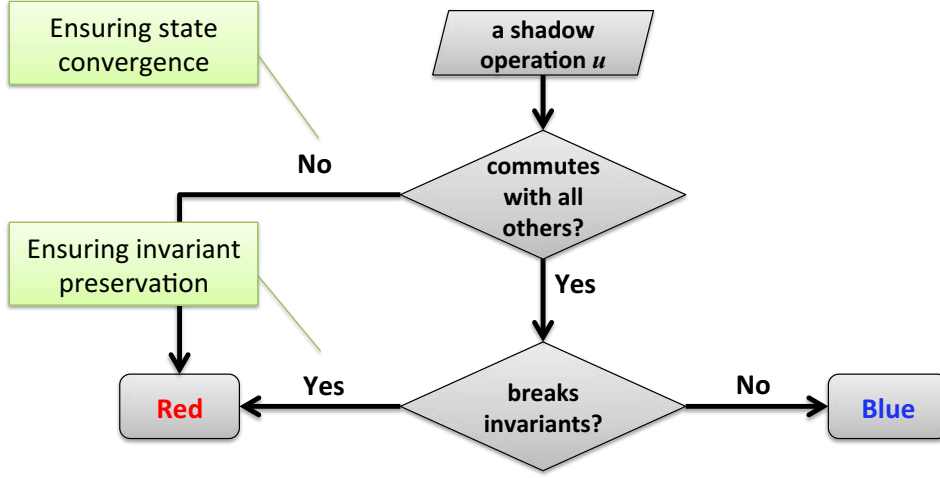 Ensuring state
convergence
a shadow
operation u
No
commutes
with all
others?
Ensuring invariant
preservation
Yes
Yes
breaks
invariants?
No
Red
Blue